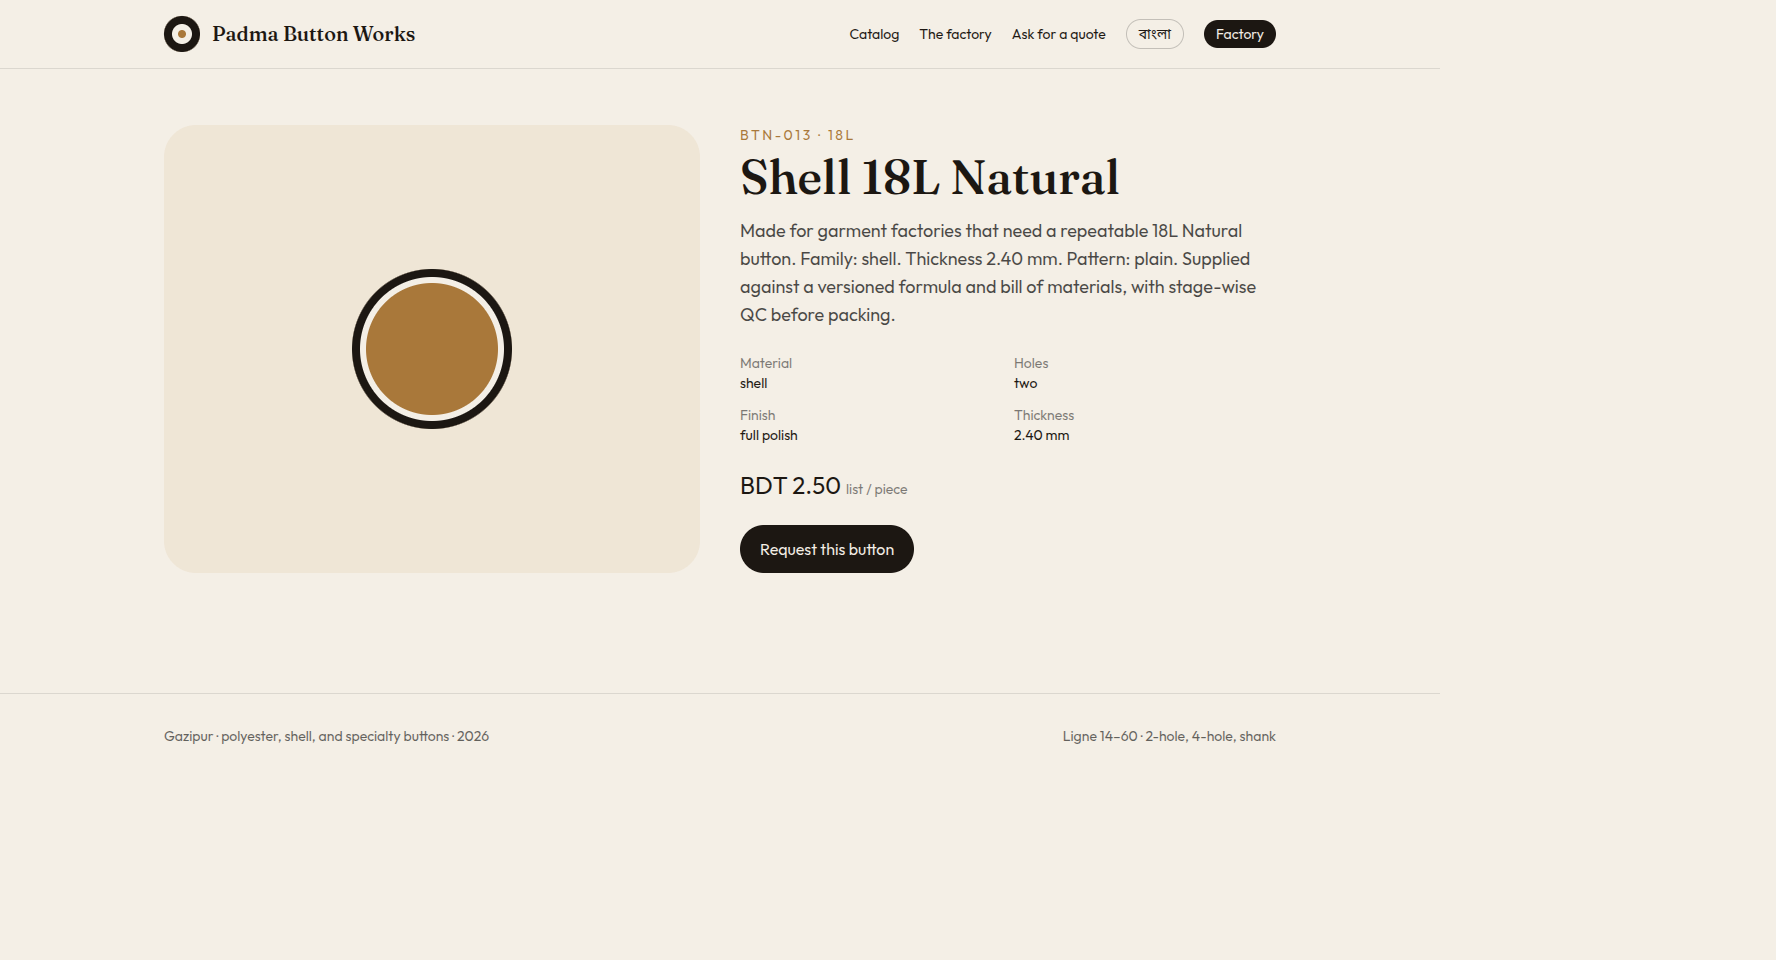 Padma Button Works
Catalog
The factory
Ask for a quote
বাংলা
Factory
BTN-013 · 18L
Shell 18L Natural
Made for garment factories that need a repeatable 18L Natural
button. Family: shell. Thickness 2.40 mm. Pattern: plain. Supplied
against a versioned formula and bill of materials, with stage-wise
QC before packing.
Material
shell
Holes
two
Finish
full polish
Thickness
2.40 mm
BDT 2.50 list / piece
Request this button
Gazipur · polyester, shell, and specialty buttons · 2026
Ligne 14–60 · 2-hole, 4-hole, shank